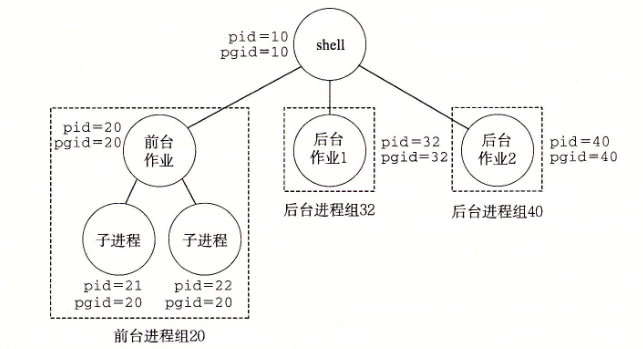 pid=10
pgid=10
shell
pid=20
pgid=20
前台
作业
后台
作业1
pid=32
pgid=32
后台
作业2
pid=40
pgid=40
子进程
子进程
后台进程组32
后台进程组40
pid=21
pgid=20
pid=22
pgid=20
前台进程组20